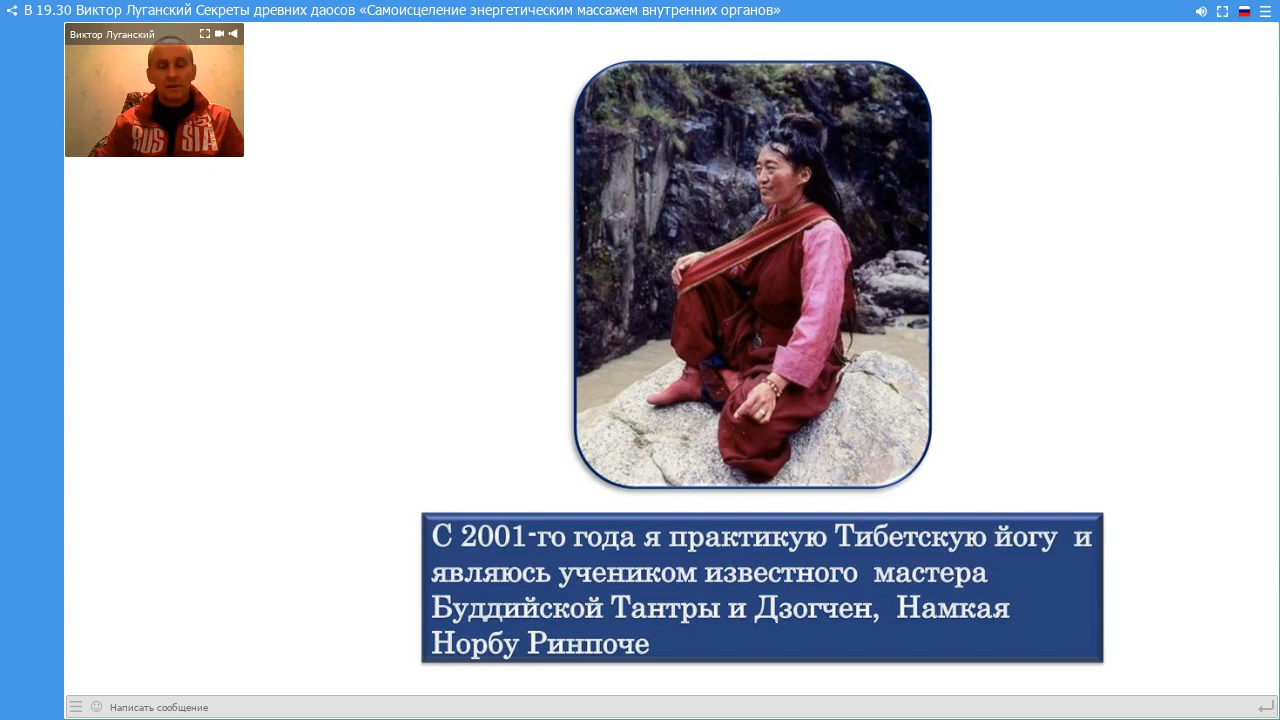 В 19.30 Виктор Луганский Секреты древних даосов «Самоисцеление энергетическим массажем внутренних органов»
Виктор Луганский
RUS SIA
С 2001-го года я практикую Тибетскую йогу и
являюсь учеником известного мастера
Буддийской Тантры и Дзогчен, Намкая
Норбу Ринпоче
Написать сообщение